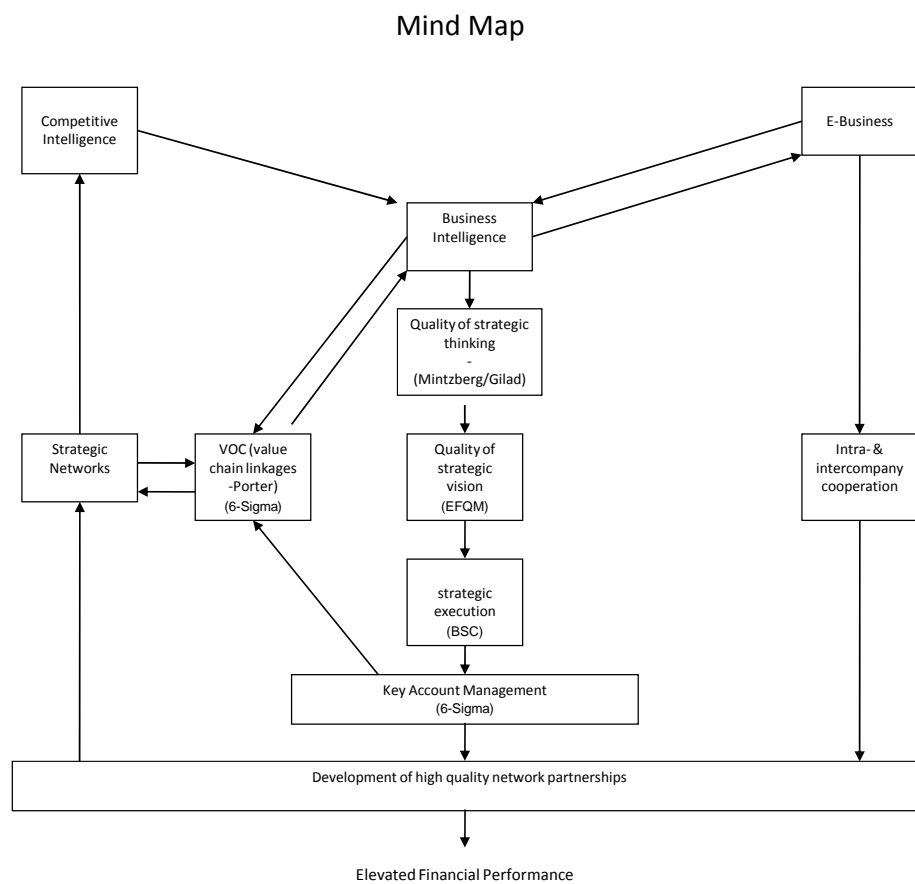 Mind Map
Competitive
Intelligence
E-Business
Business
Intelligence
Quality of strategic
thinking
-
(Mintzberg/Gilad)
Strategic
Networks
VOC (value
chain linkages
-Porter)
(6-Sigma)
Quality of
strategic
vision
(EFQM)
Intra- &
intercompany
cooperation
strategic
execution
(BSC)
Key Account Management
(6-Sigma)
Development of high quality network partnerships
Elevated Financial Performance